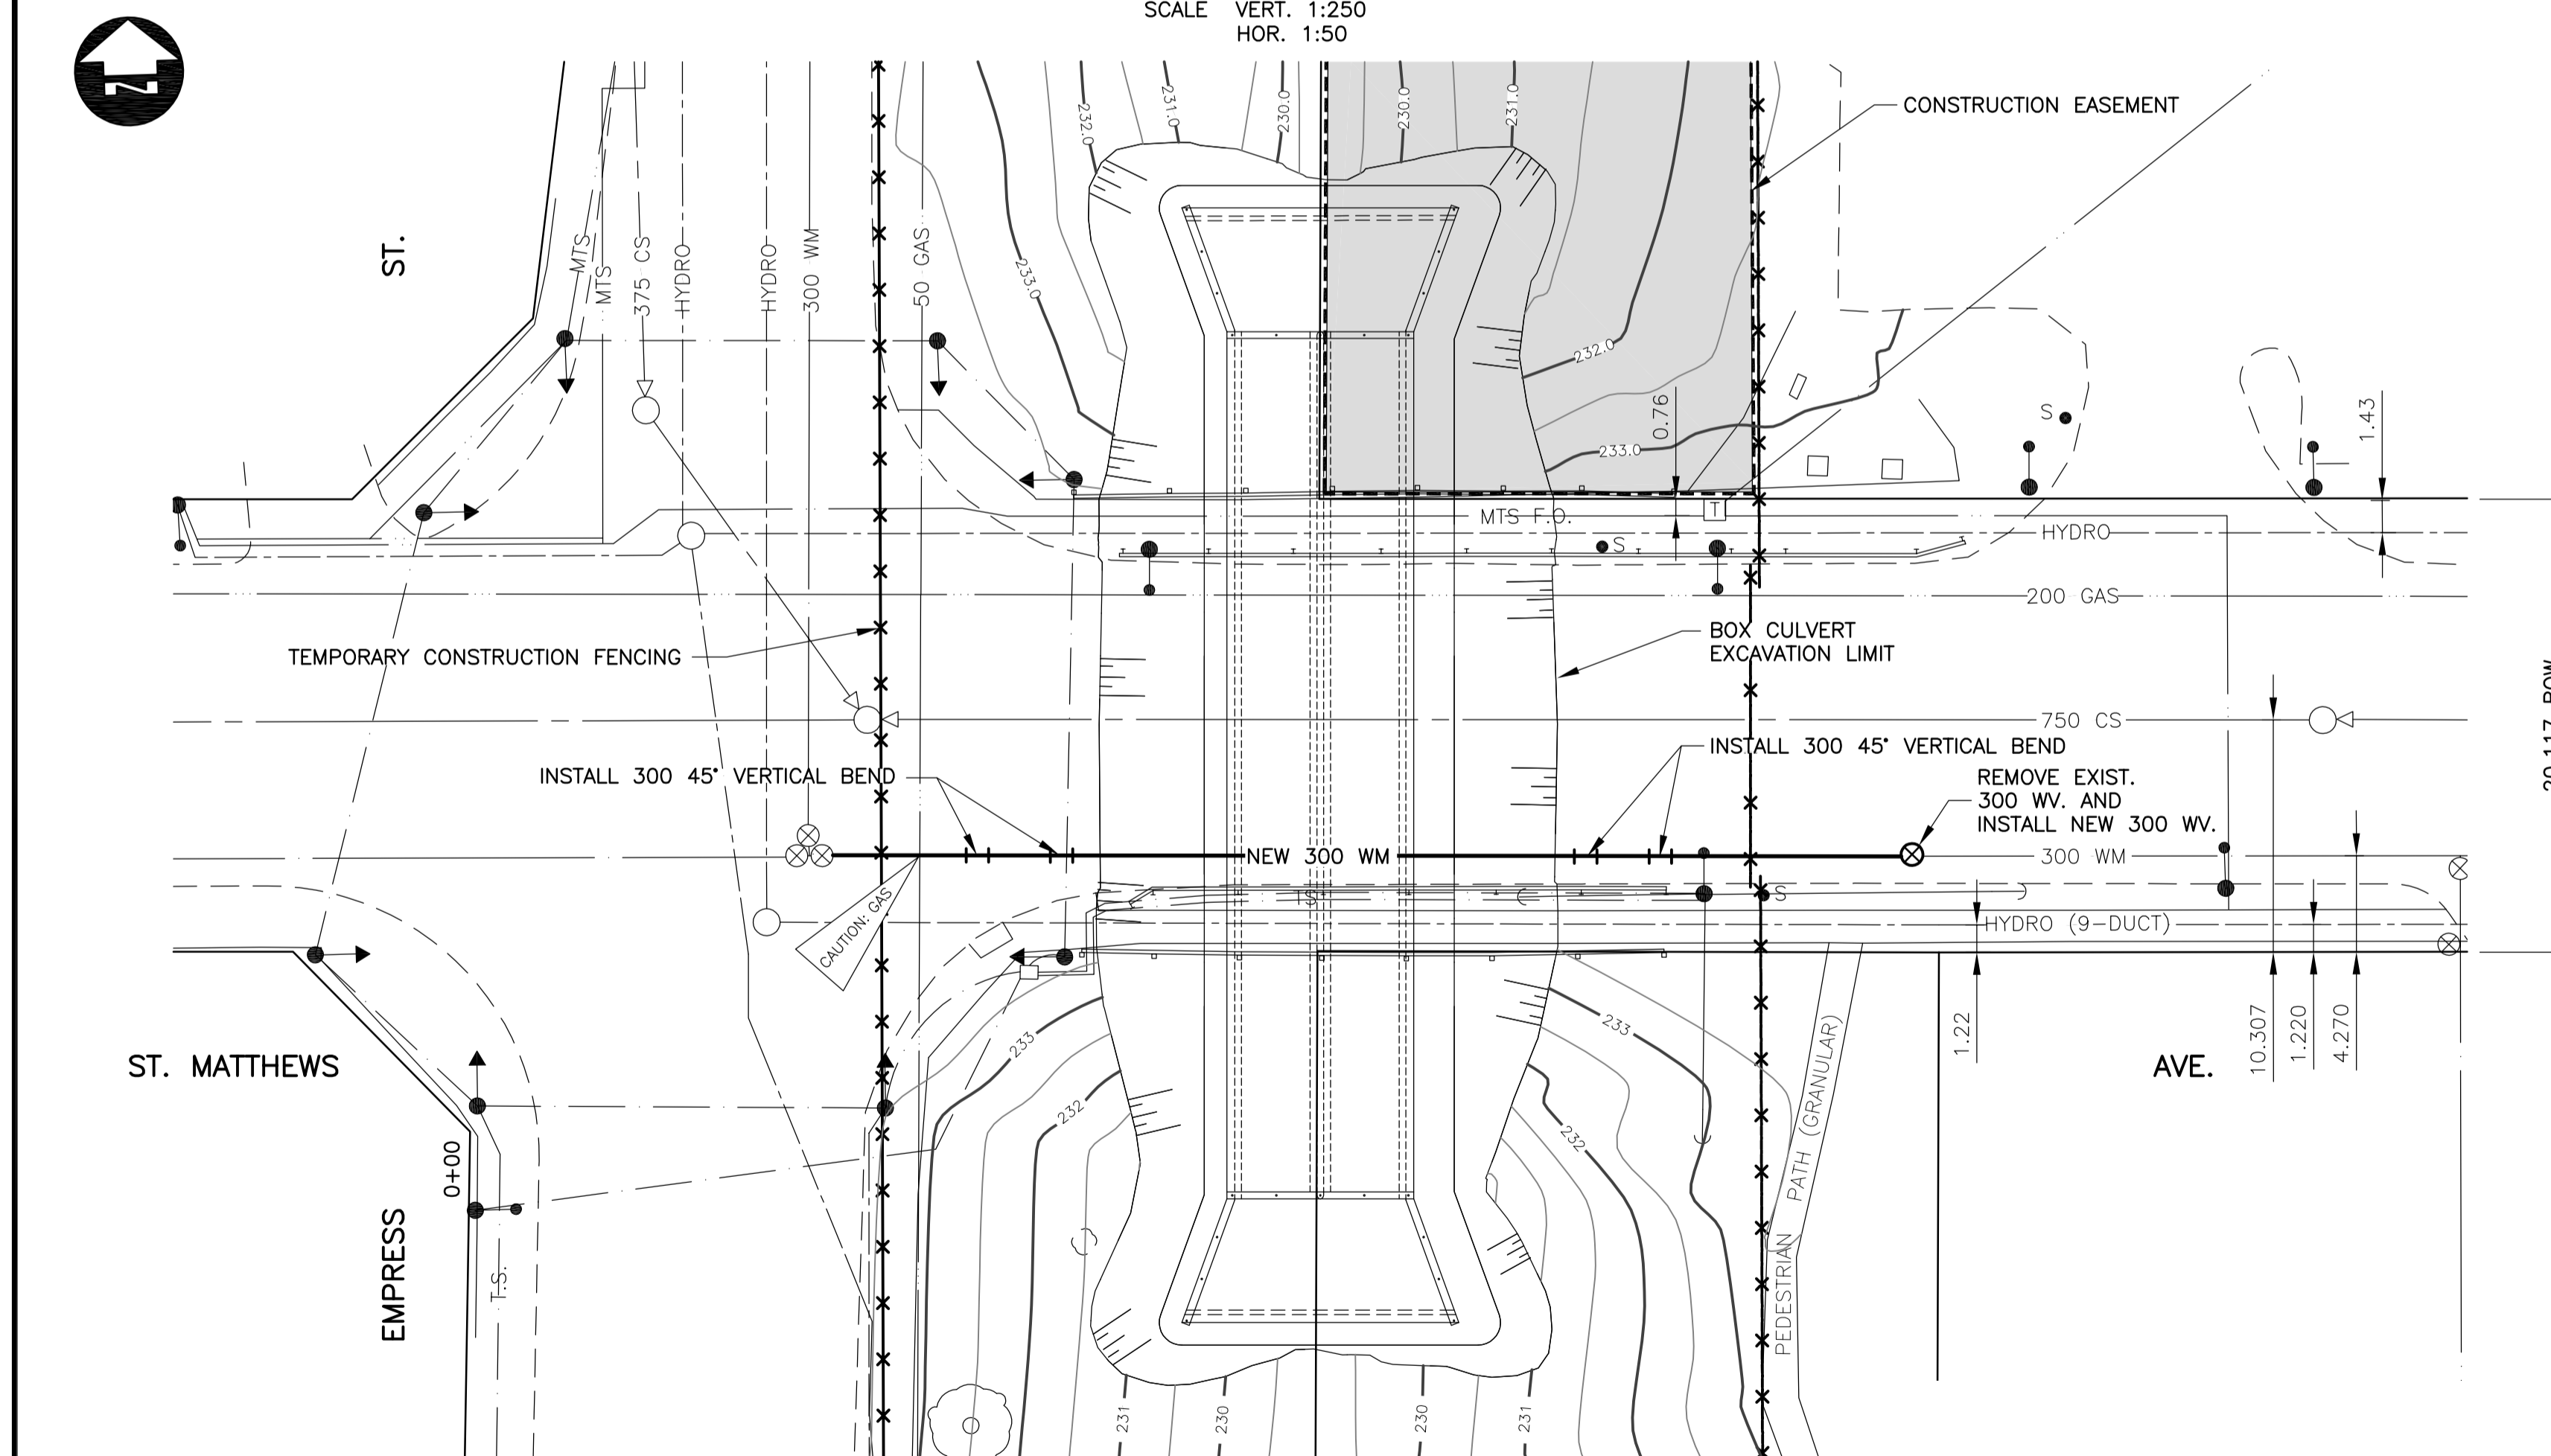 SCALE VERT. 1:250
HOR. 1:50
N
CONSTRUCTION EASEMENT
232.0
231.0
230.0
230.0
231.0
ST.
MTS
MTS
375 CS
HYDRO
HYDRO
300 WM
50 GAS
233.0
232.0
233.0
0.76
S
1.43
MTS F.O.
T
S
HYDRO
200 GAS
TEMPORARY CONSTRUCTION FENCING
BOX CULVERT
EXCAVATION LIMIT
750 CS
INSTALL 300 45° VERTICAL BEND
INSTALL 300 45° VERTICAL BEND
REMOVE EXIST.
300 WV. AND
INSTALL NEW 300 WV.
NEW 300 WM
300 WM
CAUTION: GAS
TS
S
HYDRO (9-DUCT)
233
233
232
232
1.22
10.307
1.220
4.270
ST. MATTHEWS
AVE.
0+00
EMPRESS
T.S.
PEDESTRIAN PATH (GRANULAR)
231
230
230
231